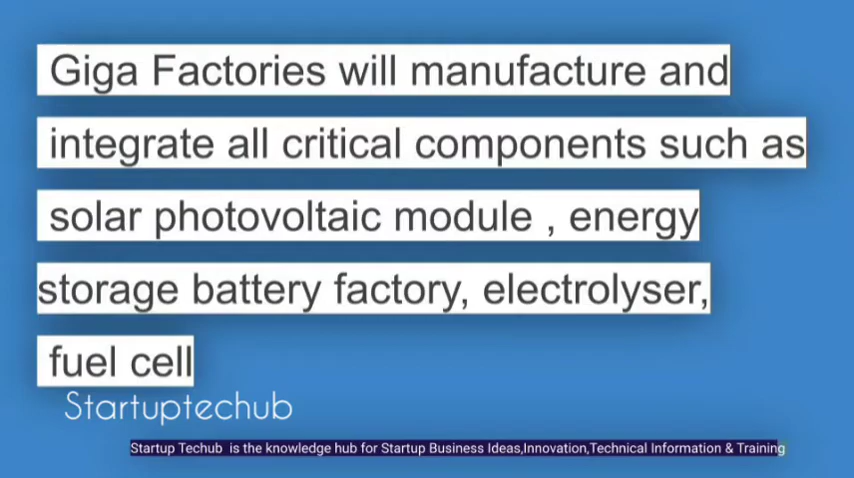 Giga Factories will manufacture and
integrate all critical components such as
solar photovoltaic module , energy
storage battery factory, electrolyser,
fuel cell
Startuptechub
Startup Techub is the knowledge hub for Startup Business Ideas,Innovation,Technical Information & Training